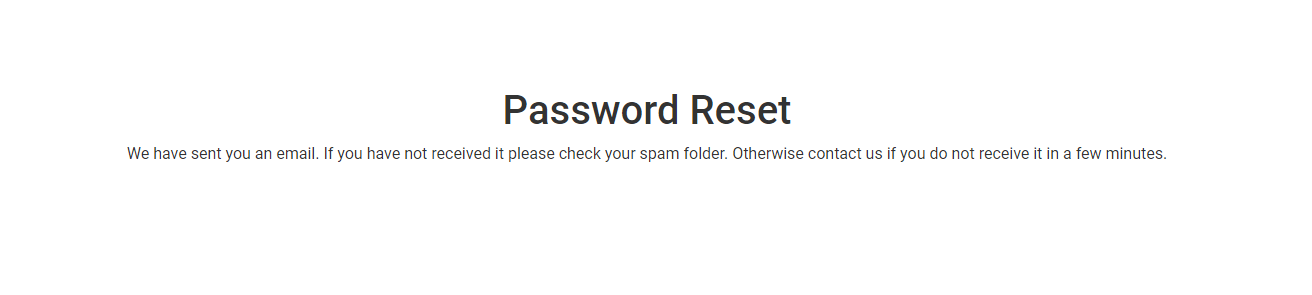 Password Reset
We have sent you an email. If you have not received it please check your spam folder. Otherwise contact us if you do not receive it in a few minutes.